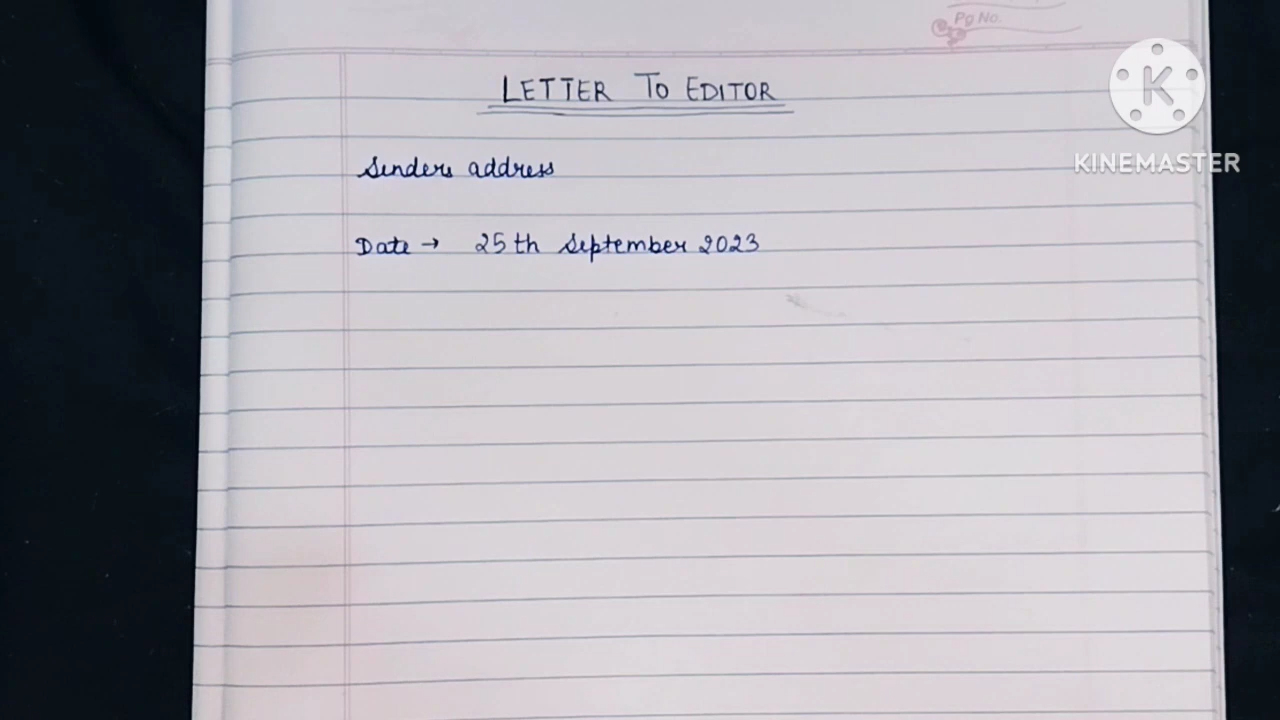 Pg No.
LETTER TO EDITOR
KINEMASTER
Senders address
Date → 25th September 2023